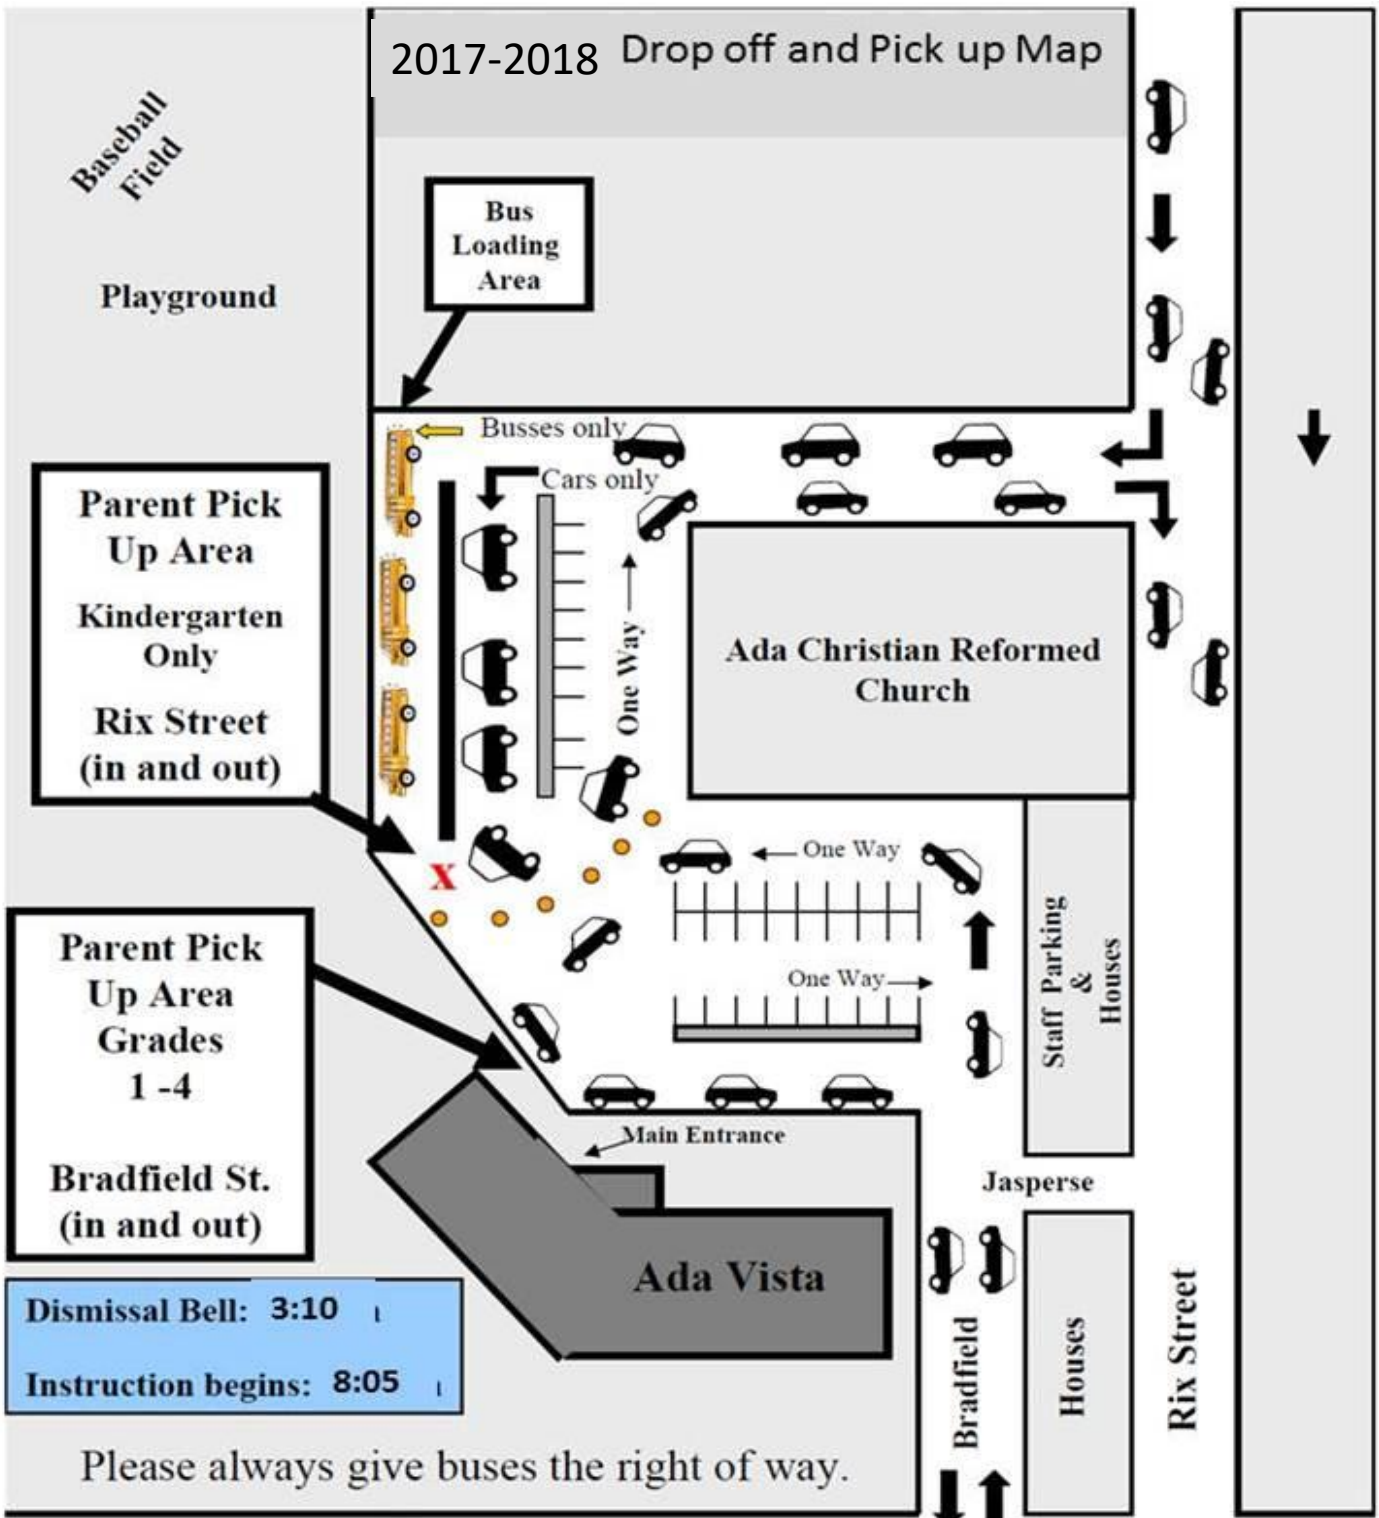 2017-2018 Drop off and Pick up Map
Baseball
Field
Bus
Loading
Area
Playground
Busses only
Cars only
Parent Pick
Up Area
Kindergarten
Only
Rix Street
(in and out)
One Way
Ada Christian Reformed
Church
X
One Way
One Way
Staff Parking
&
Houses
Parent Pick
Up Area
Grades
1 -4
Bradfield St.
(in and out)
Main Entrance
Jasperse
Ada Vista
Dismissal Bell: 3:10
Instruction begins: 8:05
Bradfield
Houses
Rix Street
Please always give buses the right of way.